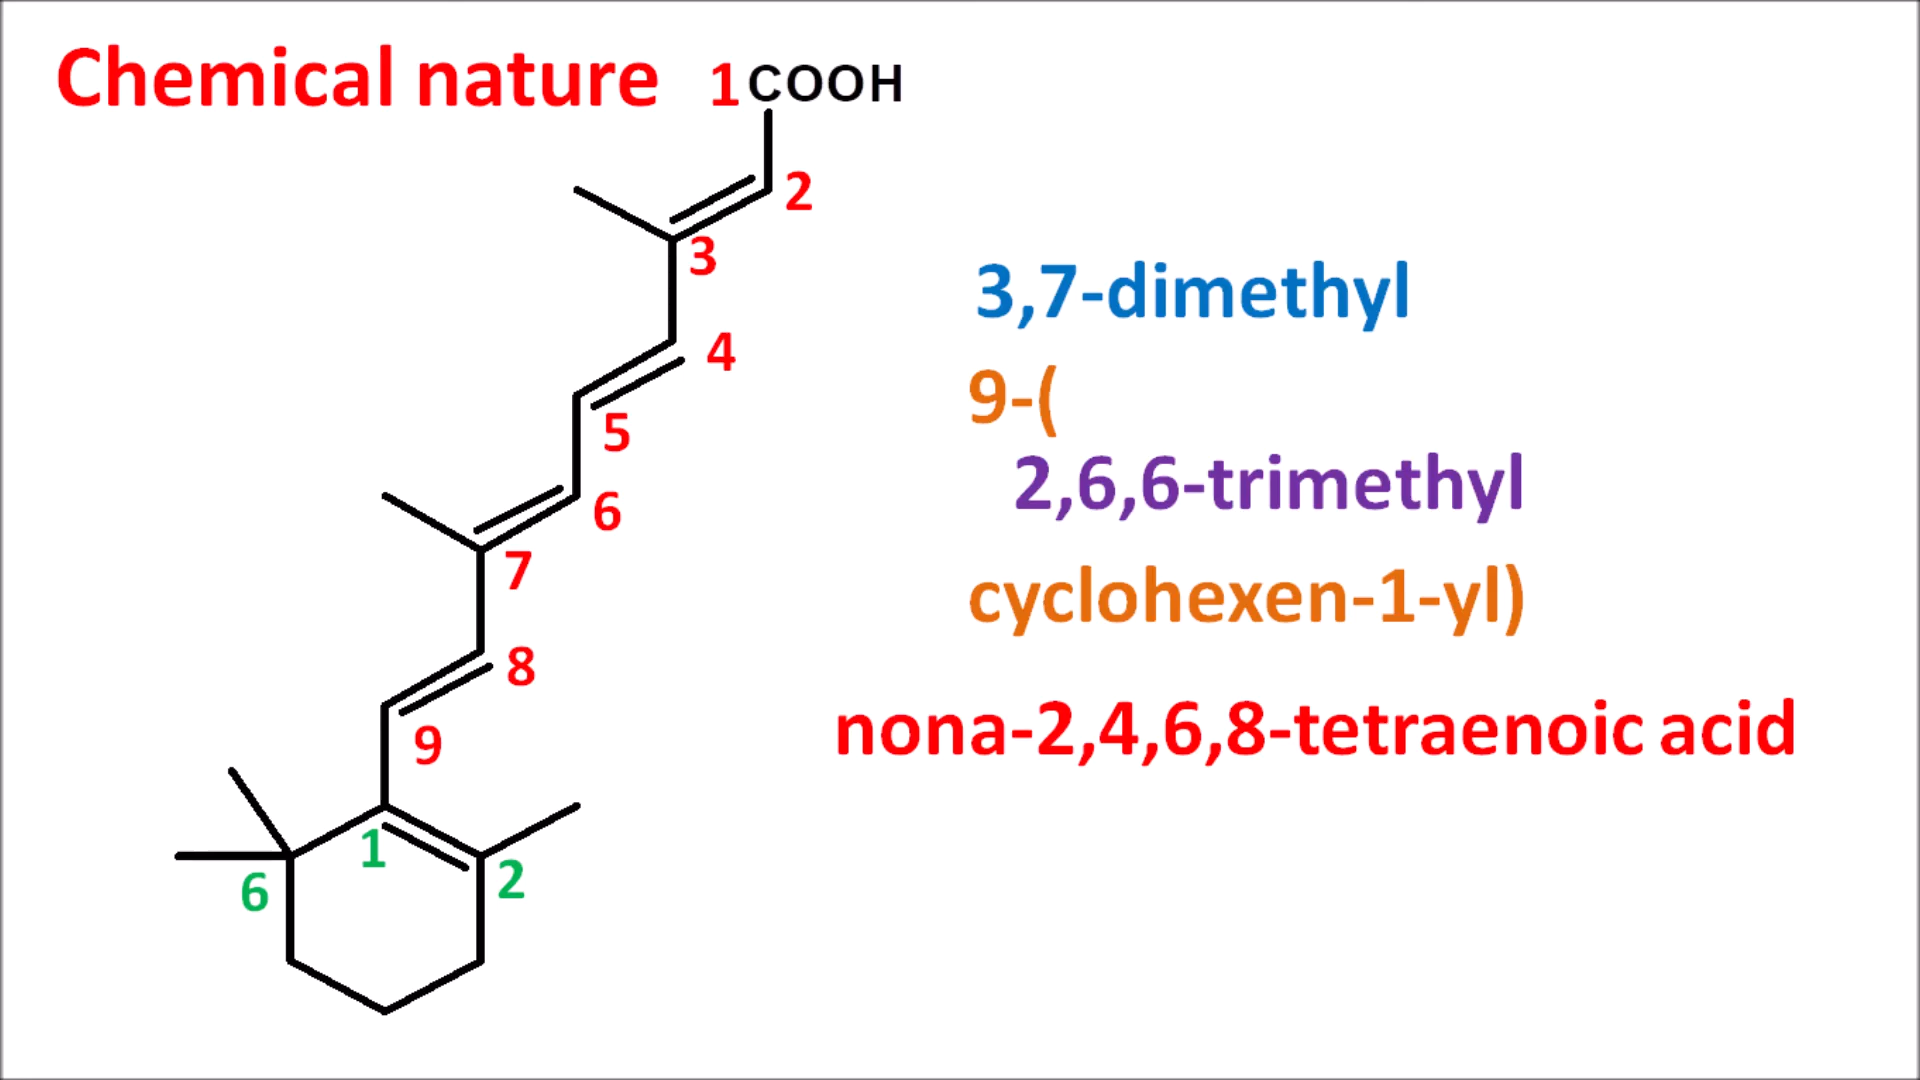 Chemical nature
1COOH
2
3
4
5
6
7
8
9
1
2
6
3,7-dimethyl
9-(
2,6,6-trimethyl
cyclohexen-1-yl)
nona-2,4,6,8-tetraenoic acid